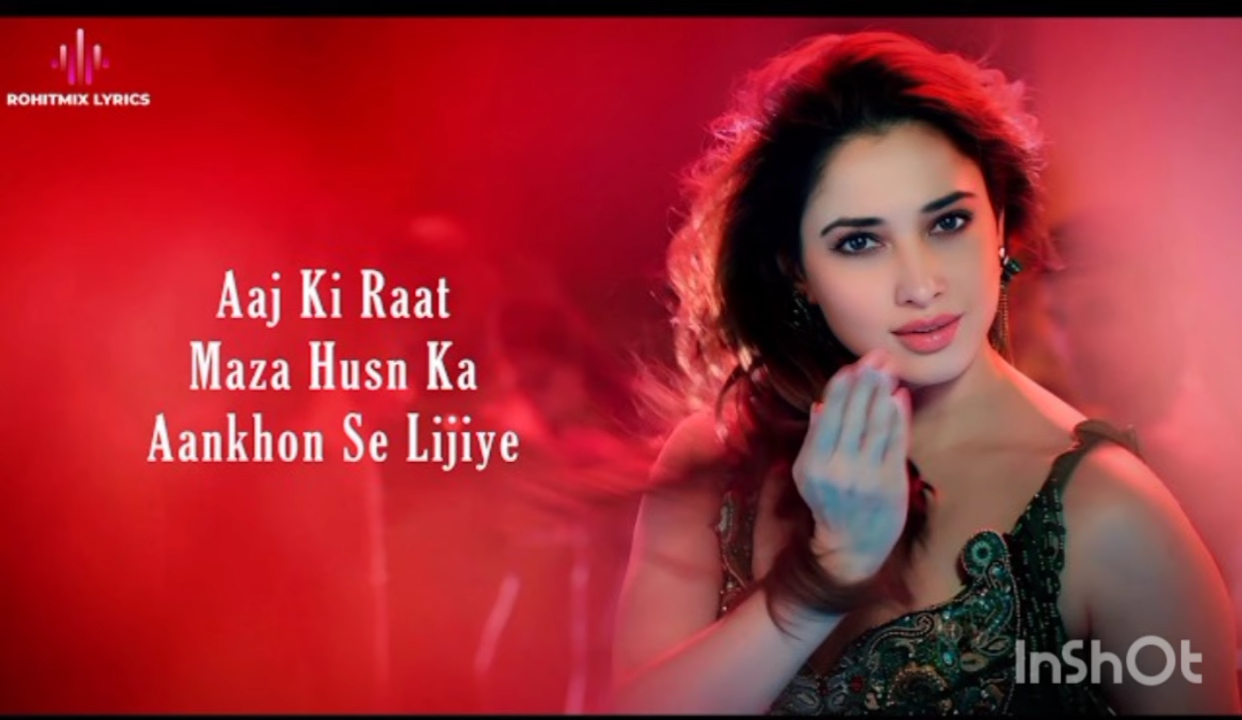 ROHITMIX LYRICS
Aaj Ki Raat
Maza Husn Ka
Aankhon Se Lijiye
InShOt